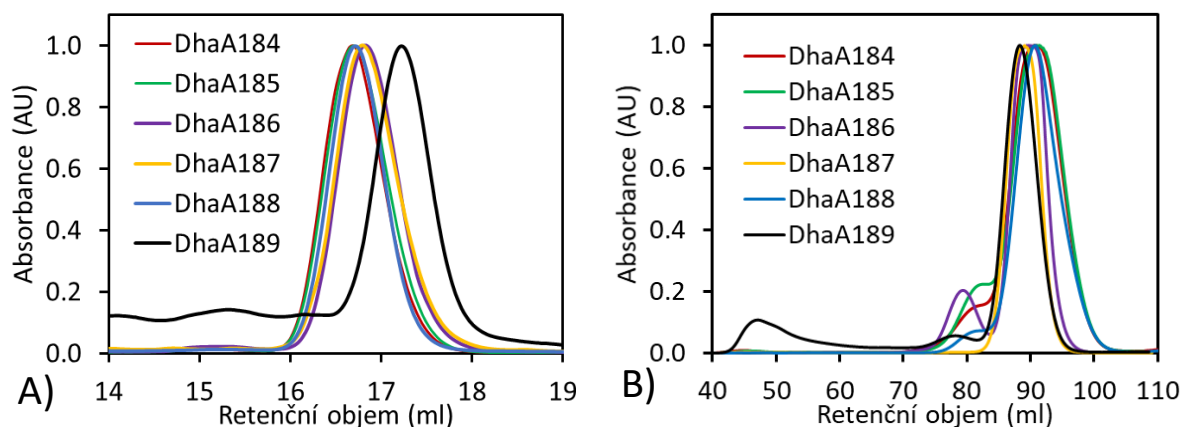 Absorbance (AU)
1.0
0.8
0.6
0.4
0.2
0.0
DhaA184
DhaA185
DhaA186
DhaA187
DhaA188
DhaA189
14 15 16 17 18 19
Retenční objem (ml)
A)
Absorbance (AU)
1.0
0.8
0.6
0.4
0.2
0.0
DhaA184
DhaA185
DhaA186
DhaA187
DhaA188
DhaA189
40 50 60 70 80 90 100 110
Retenční objem (ml)
B)